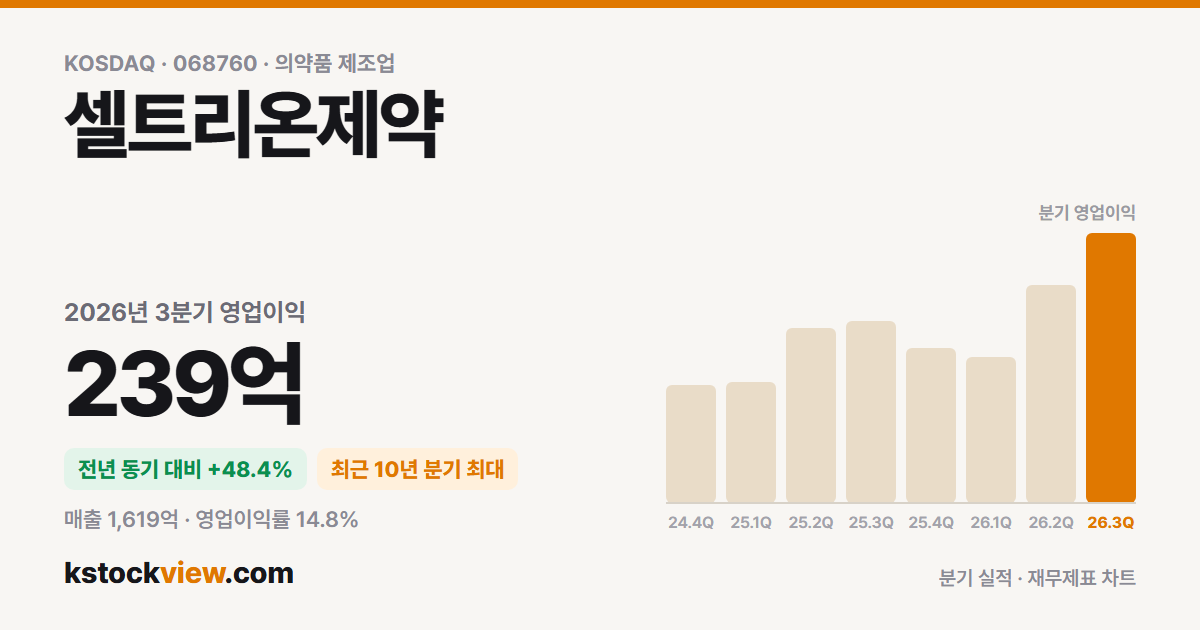 KOSDAQ · 068760 · 의약품 제조업
셀트리온제약
분기 영업이익
2026년 3분기 영업이익
239억
전년 동기 대비 +48.4%
최근 10년 분기 최대
매출 1,619억 · 영업이익률 14.8%
24.4Q 25.1Q 25.2Q 25.3Q 25.4Q 26.1Q 26.2Q 26.3Q
kstockview.com
분기 실적 · 재무제표 차트